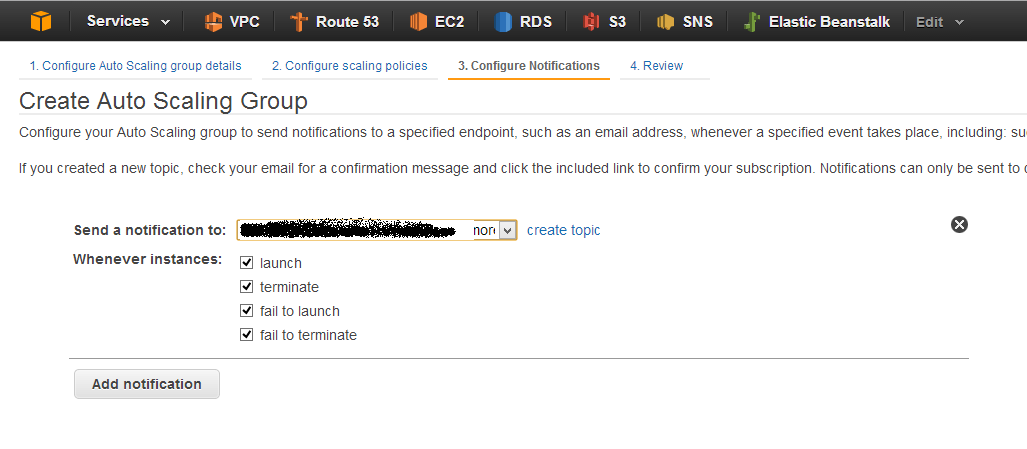 Services VPC Route 53 EC2 RDS S3 SNS Elastic Beanstalk Edit
1. Configure Auto Scaling group details 2. Configure scaling policies 3. Configure Notifications 4. Review
Create Auto Scaling Group
Configure your Auto Scaling group to send notifications to a specified endpoint, such as an email address, whenever a specified event takes place, including:
If you created a new topic, check your email for a confirmation message and click the included link to confirm your subscription. Notifications can only be sent to
Send a notification to: create topic
Whenever instances:
launch
terminate
fail to launch
fail to terminate
Add notification